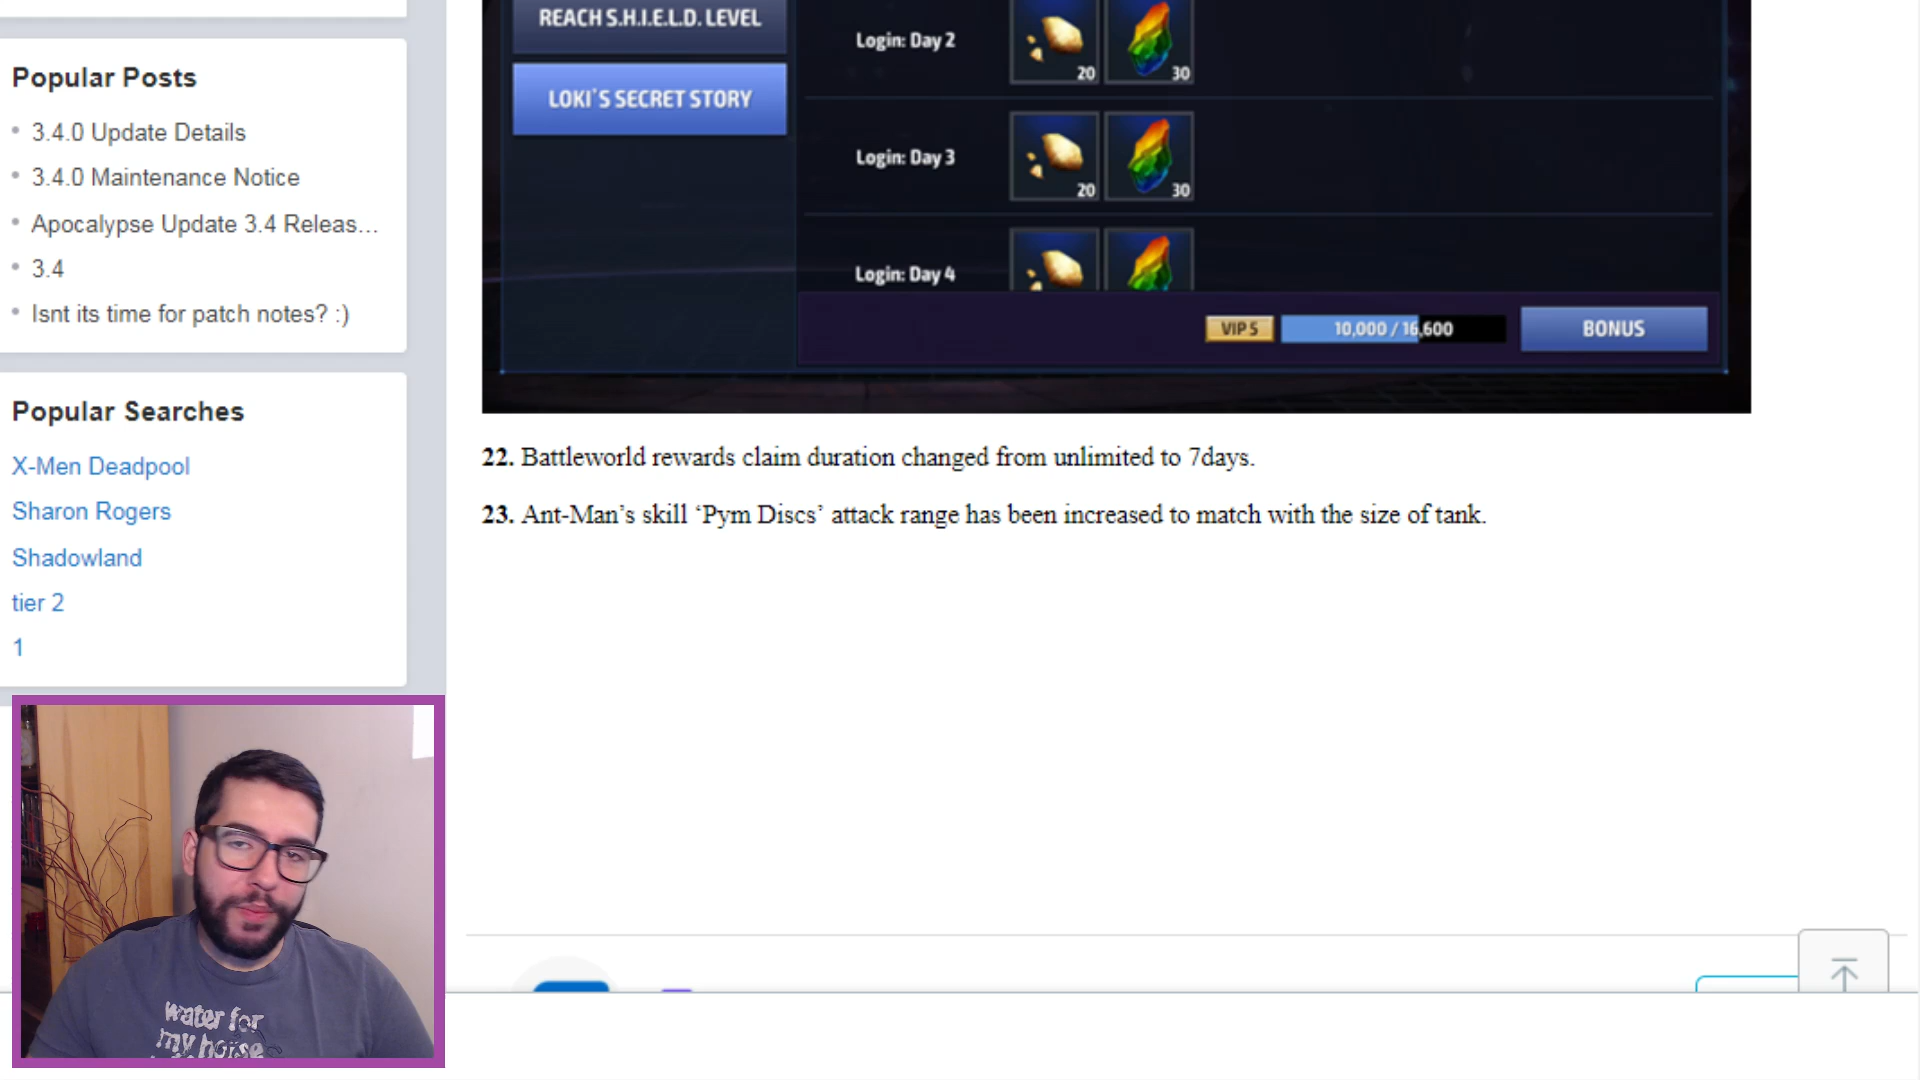 REACH S.H.I.E.L.D. LEVEL
LOKI'S SECRET STORY
Login: Day 2
20
30
Login: Day 3
20
30
Login: Day 4
VIP 5
10,000 / 16,600
BONUS
Popular Posts
3.4.0 Update Details
3.4.0 Maintenance Notice
Apocalypse Update 3.4 Releas...
3.4
Isnt its time for patch notes? :)
Popular Searches
X-Men Deadpool
Sharon Rogers
Shadowland
tier 2
1
22. Battleworld rewards claim duration changed from unlimited to 7days.
23. Ant-Man’s skill ‘Pym Discs’ attack range has been increased to match with the size of tank.
water for
my horse